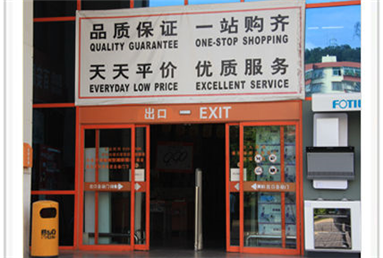 品质保证 一站购齐
QUALITY GUARANTEE ONE-STOP SHOPPING
天天平价 优质服务
EVERYDAY LOW PRICE EXCELLENT SERVICE
出口 EXIT
FOTIL